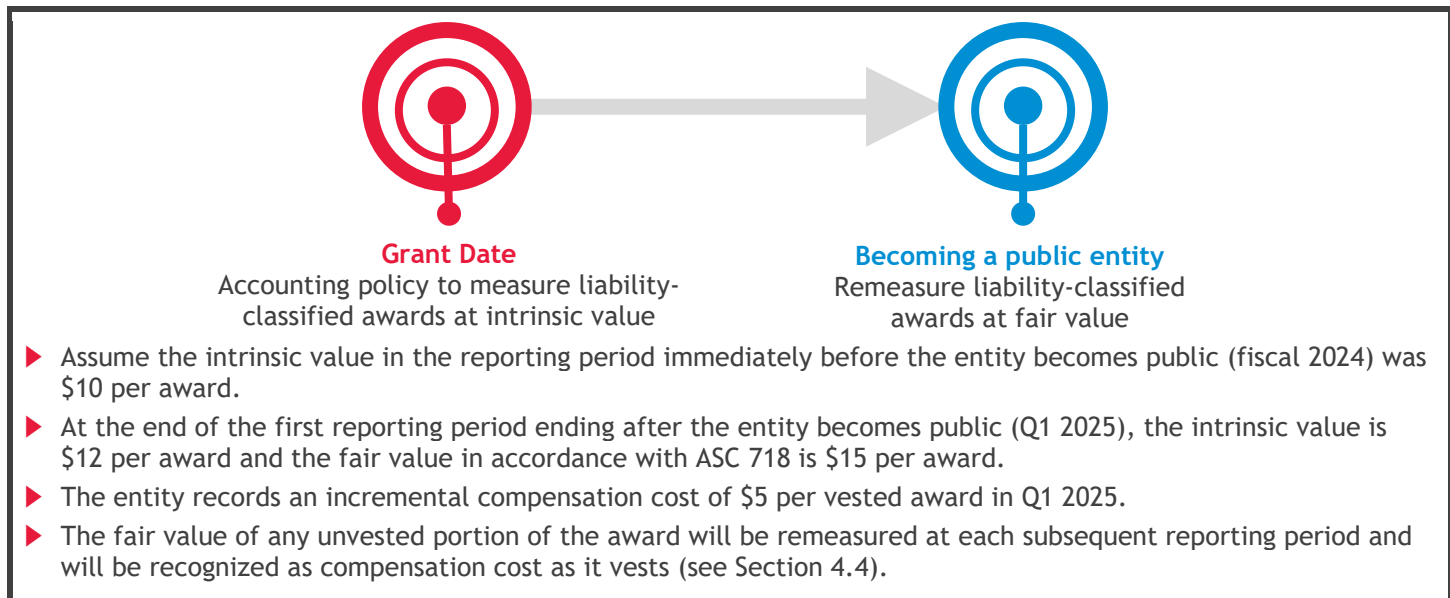 Grant Date
Accounting policy to measure liability-
classified awards at intrinsic value
Becoming a public entity
Remeasure liability-classified
awards at fair value
Assume the intrinsic value in the reporting period immediately before the entity becomes public (fiscal 2024) was
$10 per award.
At the end of the first reporting period ending after the entity becomes public (Q1 2025), the intrinsic value is
$12 per award and the fair value in accordance with ASC 718 is $15 per award.
The entity records an incremental compensation cost of $5 per vested award in Q1 2025.
The fair value of any unvested portion of the award will be remeasured at each subsequent reporting period and
will be recognized as compensation cost as it vests (see Section 4.4).